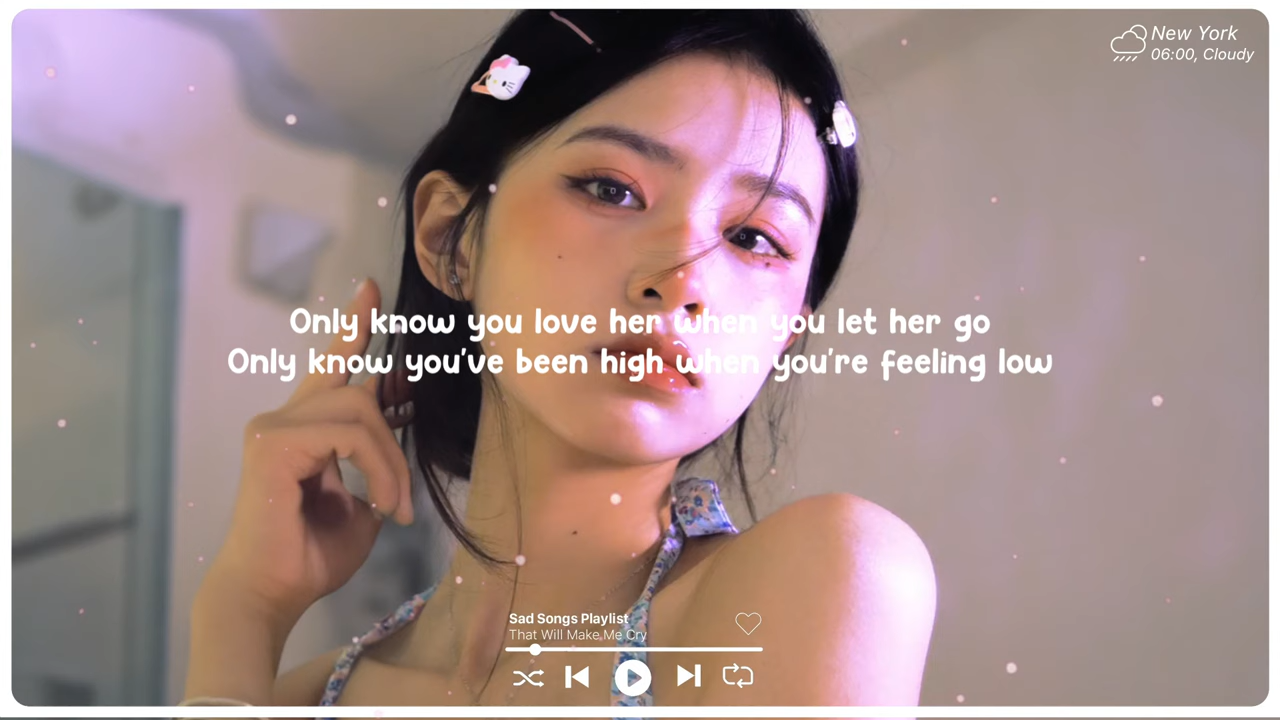 New York
06:00, Cloudy
Only know you love her when you let her go
Only know you've been high when you're feeling low
Sad Songs Playlist
That Will Make Me Cry